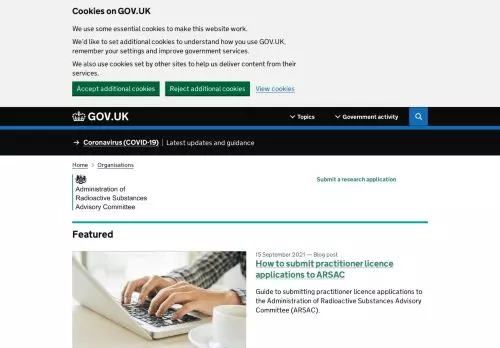 Cookies on GOV.UK
We use some essential cookies to make this website work.
We'd like to set additional cookies to understand how you use GOV.UK,
remember your settings and improve government services.
We also use cookies set by other sites to help us deliver content from their
services.
Accept additional cookies Reject additional cookies View cookies
GOV.UK Topics Government activity
→ Coronavirus (COVID-19) Latest updates and guidance
Home > Organisations
Administration of
Radioactive Substances
Advisory Committee
Submit a research application
Featured
15 September 2021 — Blog post
How to submit practitioner licence
applications to ARSAC
Guide to submitting practitioner licence applications to
the Administration of Radioactive Substances Advisory
Committee (ARSAC).